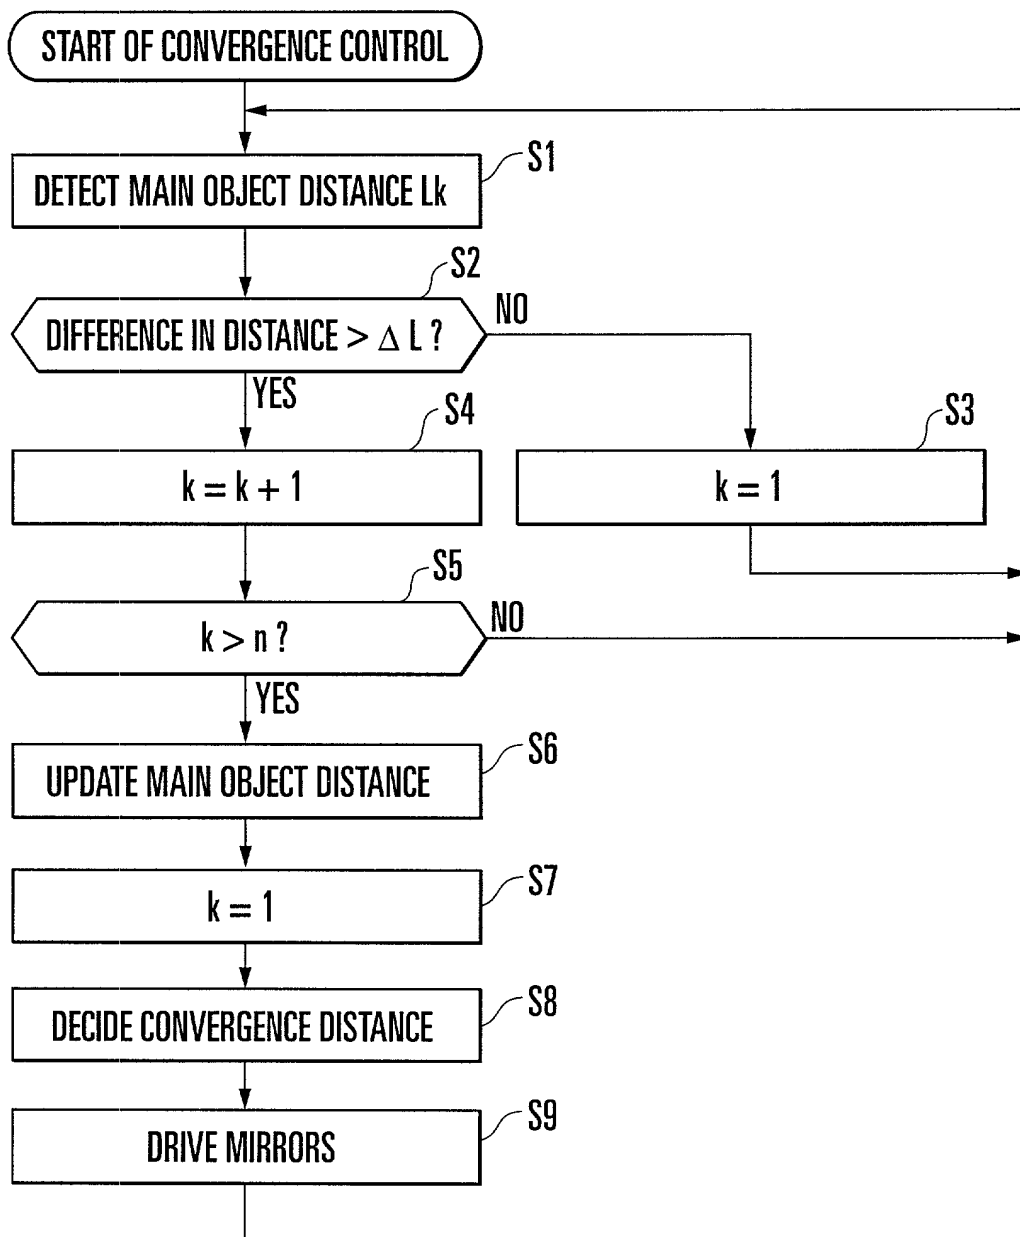 START OF CONVERGENCE CONTROL
S1
DETECT MAIN OBJECT DISTANCE Lk
S2
DIFFERENCE IN DISTANCE > Δ L ?
NO
YES
S4
k = k + 1
S3
k = 1
S5
k > n ?
NO
YES
S6
UPDATE MAIN OBJECT DISTANCE
S7
k = 1
S8
DECIDE CONVERGENCE DISTANCE
S9
DRIVE MIRRORS